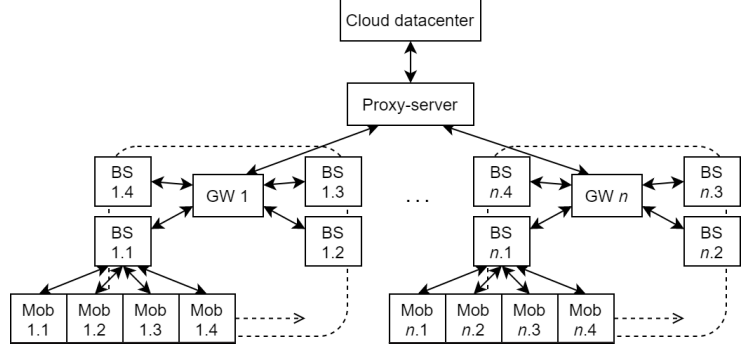 Cloud datacenter
Proxy-server
BS
1.4
GW 1
BS
1.3
...
BS
n.4
GW n
BS
n.3
BS
1.1
BS
1.2
BS
n.1
BS
n.2
Mob
1.1
Mob
1.2
Mob
1.3
Mob
1.4
Mob
n.1
Mob
n.2
Mob
n.3
Mob
n.4